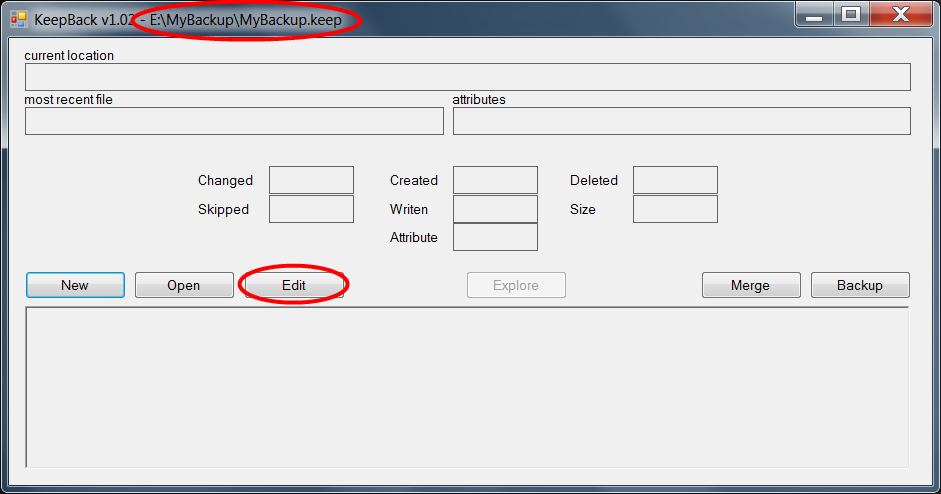 KeepBack v1.02 - E:\MyBackup\MyBackup.keep
current location
most recent file attributes
Changed Created Deleted
Skipped Writen Size
Attribute
New Open Edit Explore Merge Backup